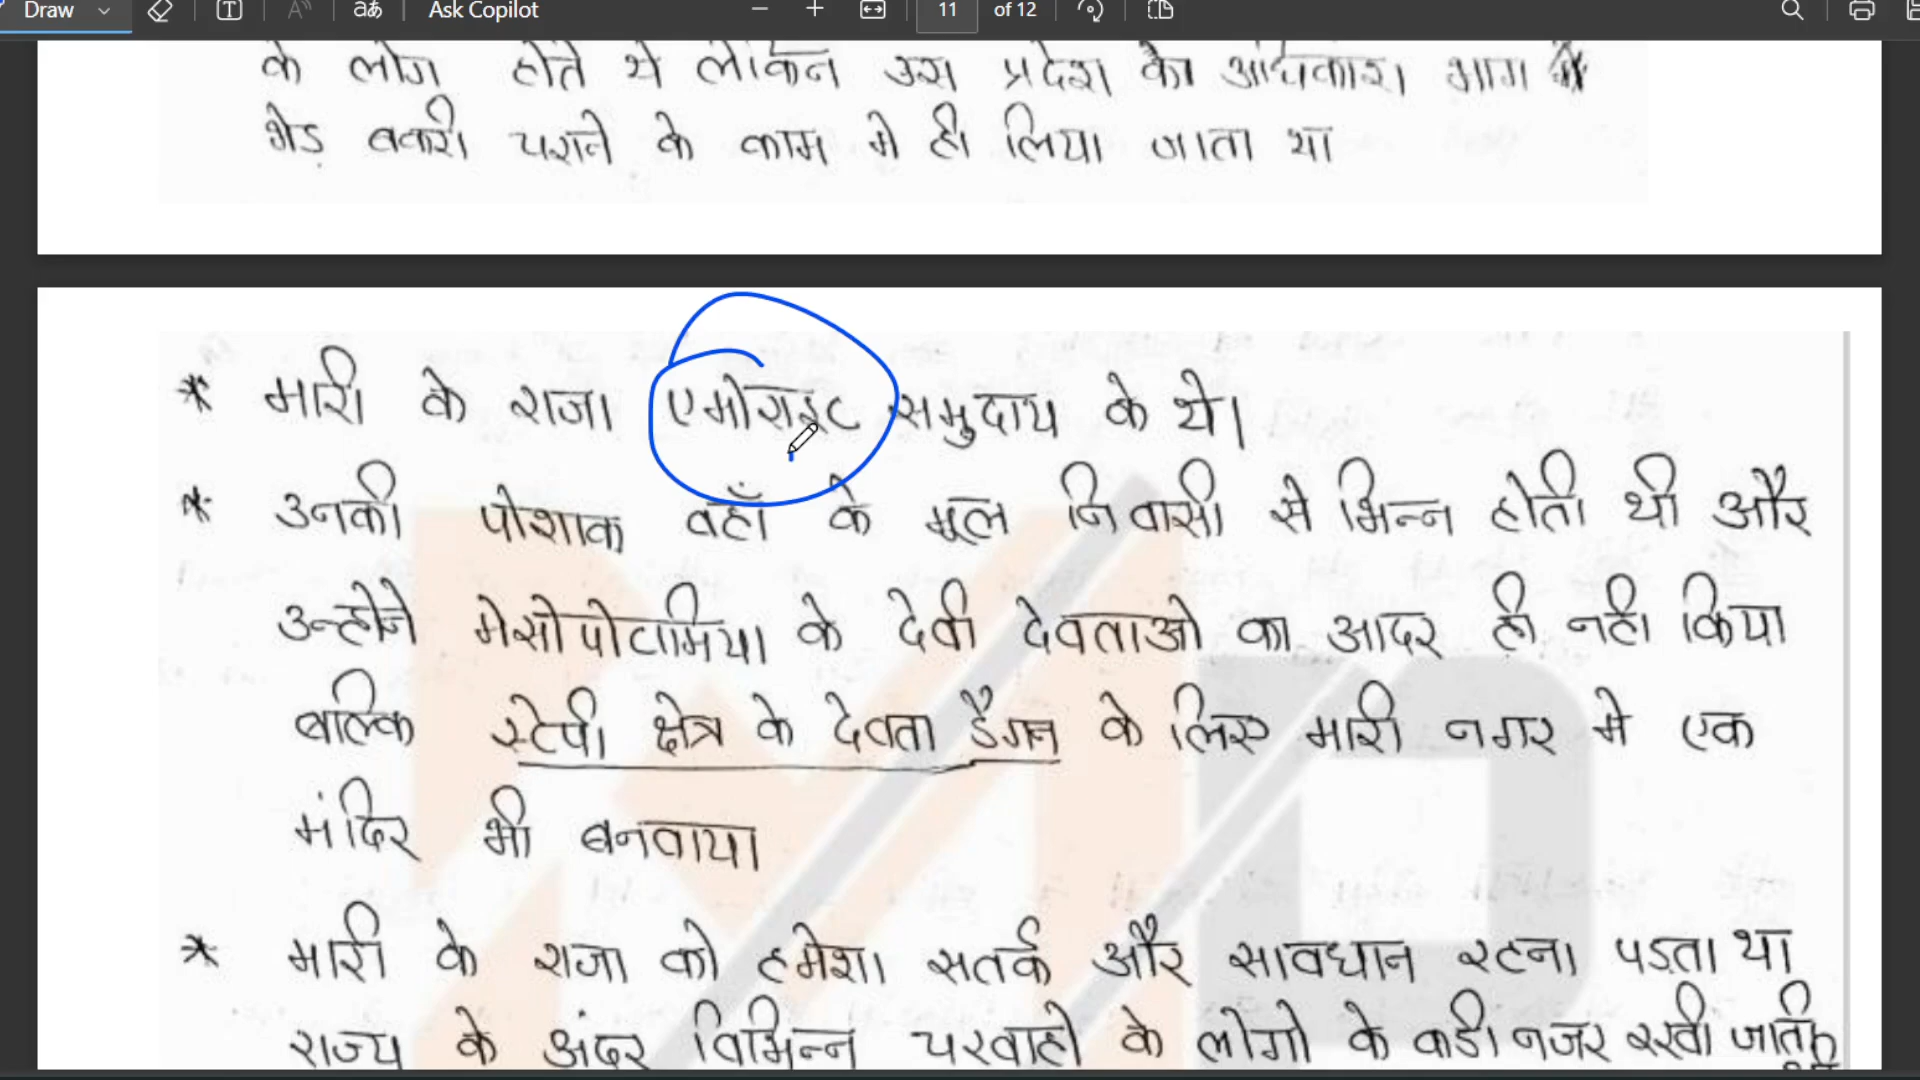 Draw
aあ
Ask Copilot
11 of 12
के लोग होते थे लेकिन उस प्रदेश का अधिकांश भाग
भेड बकरी चराने के काम मे ही लिया जाता था
* मारी के राजा एमोराइट समुदाय के थे।
* उनकी पोशाक वहाँ के मूल निवासी से भिन्न होती थी और
उन्होने मेसोपोटामिया के देवी देवताओ का आदर ही नही किया
बल्कि स्टेपी क्षेत्र के देवता डैगन के लिए मारी नगर मे एक
मंदिर भी बनवाया
* मारी के राजा को हमेशा सतर्क और सावधान रहना पड़ता था
राज्य के अंदर विभिन्न चरवाहो के लोगो के कडी नजर रखी जाती